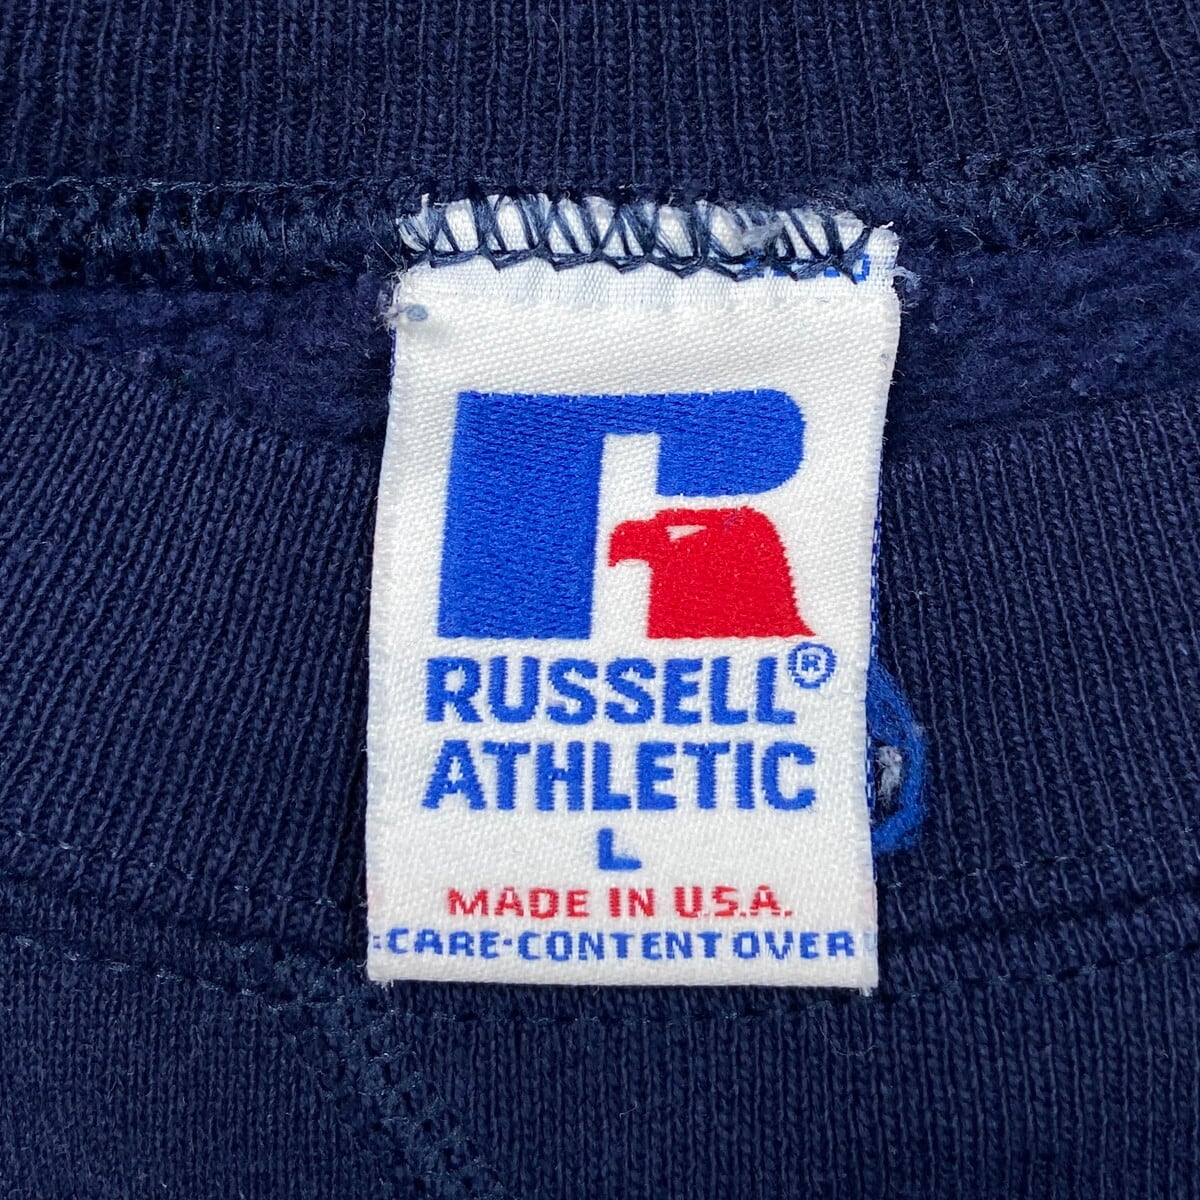 RUSSELL®
ATHLETIC
L
MADE IN U.S.A.
CARE·CONTENT OVER